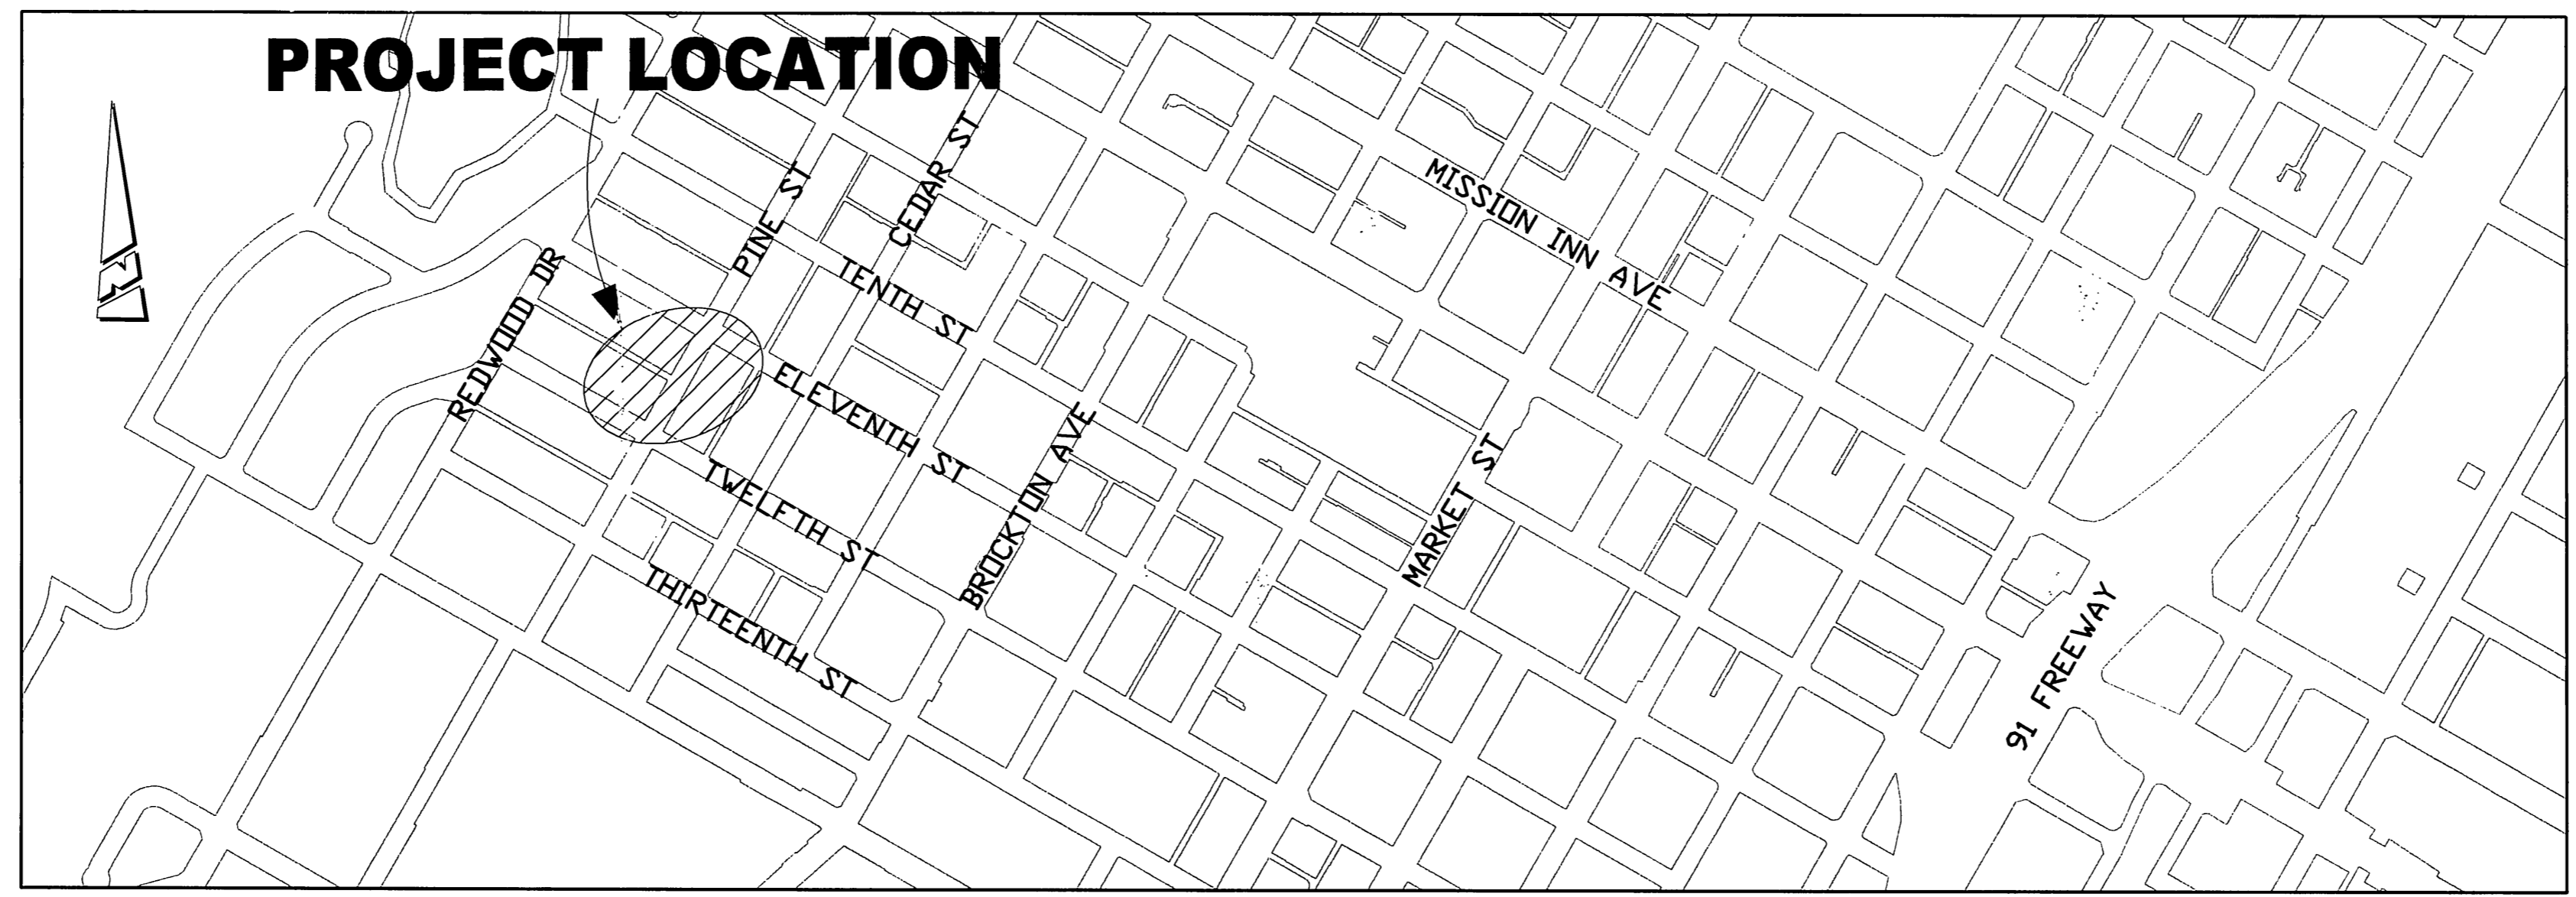 PROJECT LOCATION
CEDAR ST
PINE ST
MISSION INN AVE
REDWOOD DR
TENTH ST
ELEVENTH ST
BROCKTON AVE
MARKET ST
TWELFTH ST
THIRTEENTH ST
91 FREEWAY